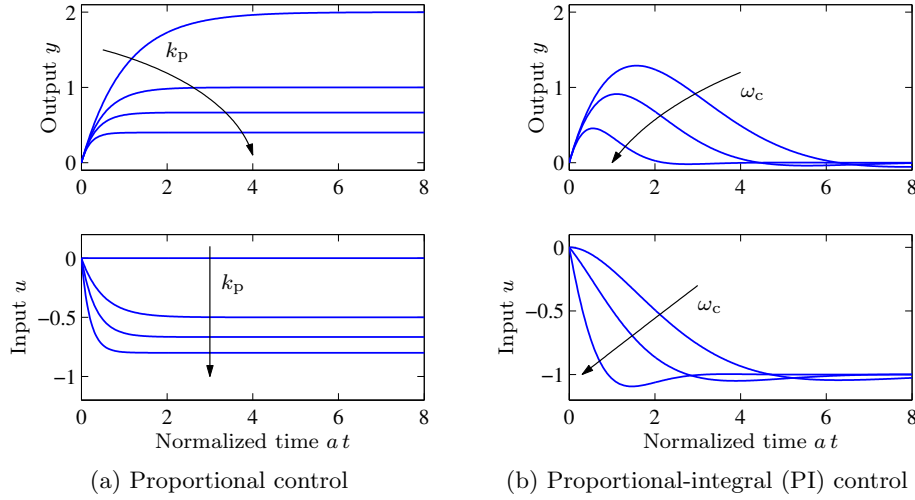 2
1
0
Output y
k_p
0 2 4 6 8
0
−0.5
−1
Input u
k_p
0 2 4 6 8
Normalized time a t
(a) Proportional control
2
1
0
Output y
ω_c
0 2 4 6 8
0
−0.5
−1
Input u
ω_c
0 2 4 6 8
Normalized time a t
(b) Proportional-integral (PI) control